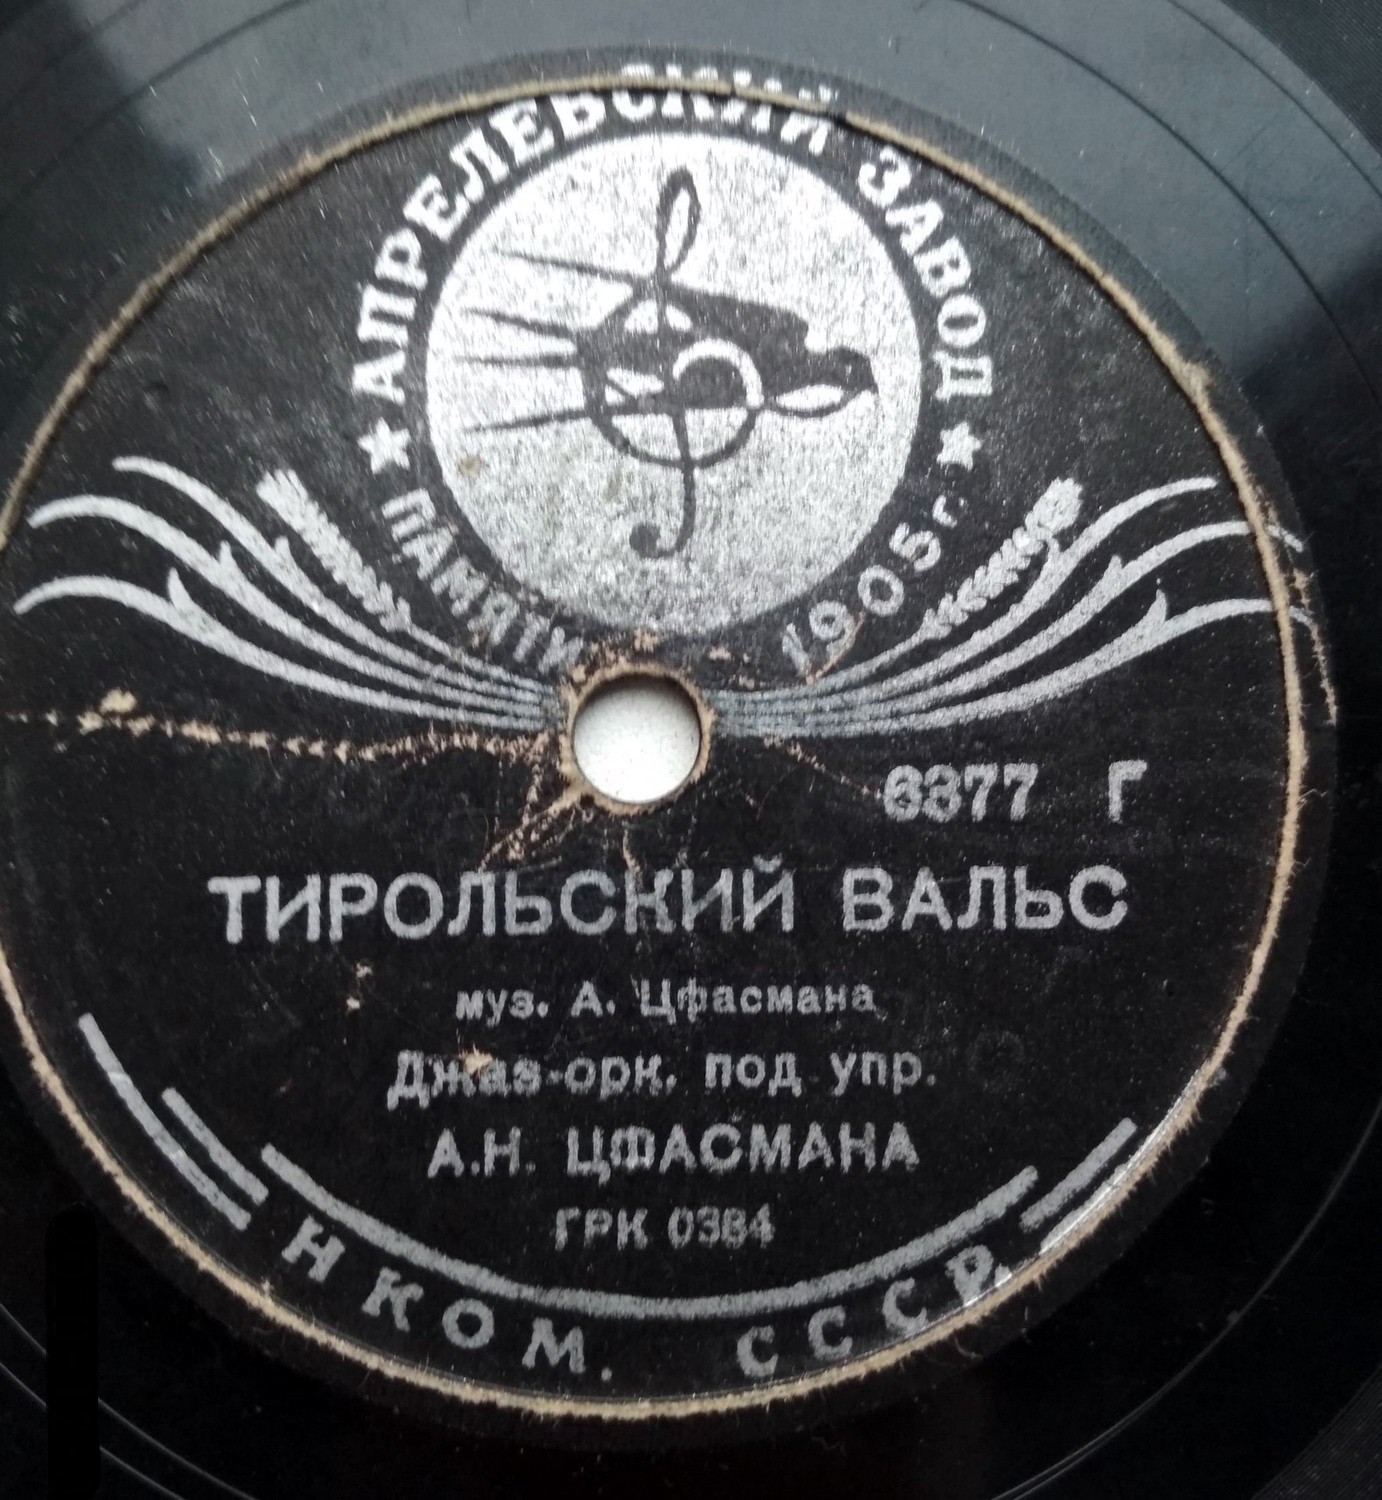 АПРЕЛЕВСКИЙ ЗАВОД
ПАМЯТИ 1905 г.
6377 Г
ТИРОЛЬСКИЙ ВАЛЬС
муз. А. Цфасмана
Джаз-орк. под упр.
А.Н. ЦФАСМАНА
ГРК 0384
НКОМ. СССР